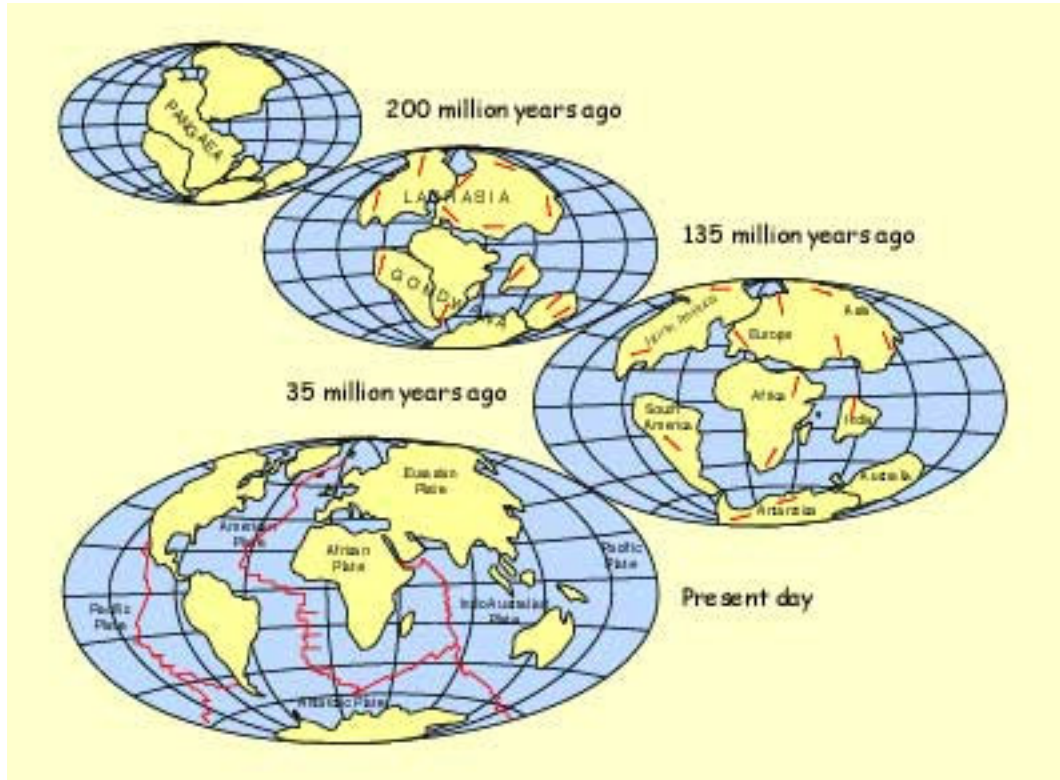 PANGAEA
200 million years ago
LAURASIA
GONDWANA
135 million years ago
North America
Europe
Asia
Africa
South
America
India
Australia
Antarctica
35 million years ago
Eurasian
Plate
American
Plate
African
Plate
Pacific
Plate
Pacific
Plate
IndoAustralian
Plate
Antarctic Plate
Present day